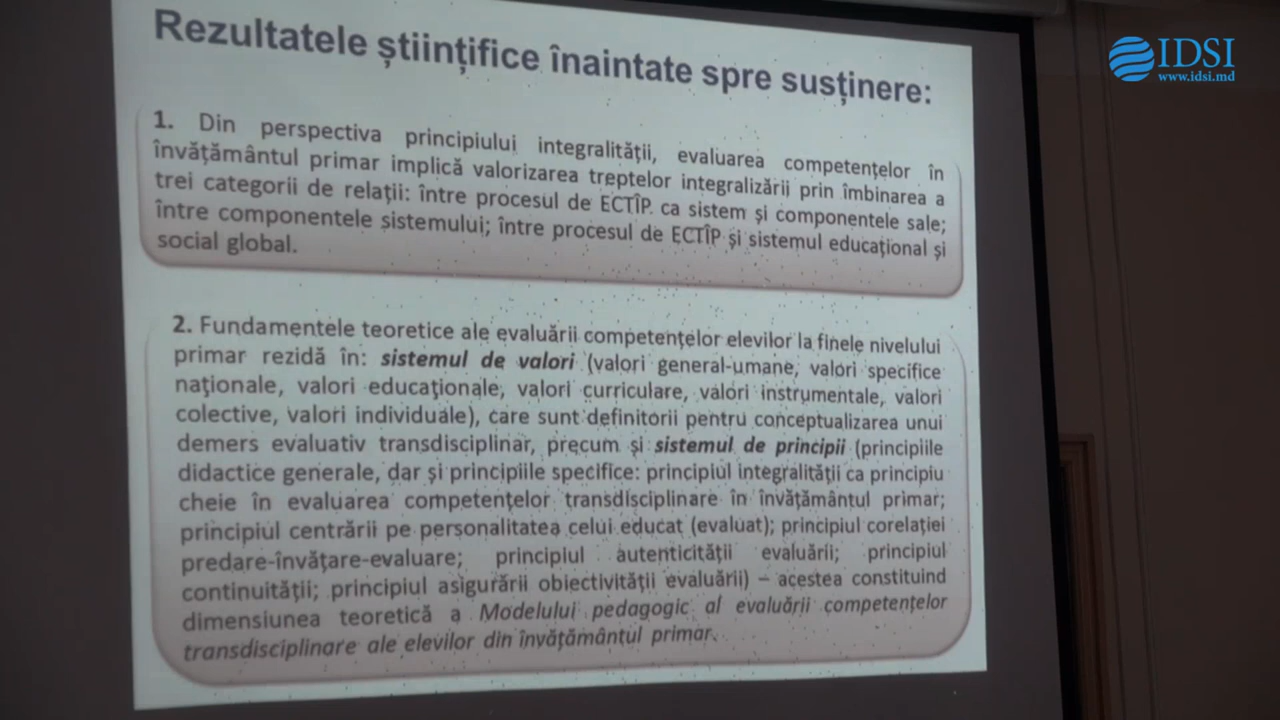 Rezultatele științifice înaintate spre susținere:
1. Din perspectiva principiului integralității, evaluarea competențelor în
învățământul primar implică valorizarea treptelor integralizării prin îmbinarea a
trei categorii de relații: între procesul de ECTÎP ca sistem și componentele sale;
între componentele sistemului; între procesul de ECTÎP și sistemul educațional și
social global.
2. Fundamentele teoretice ale evaluării competențelor elevilor la finele nivelului
primar rezidă în: sistemul de valori (valori general-umane, valori specifice
naţionale, valori educaţionale, valori curriculare, valori instrumentale, valori
colective, valori individuale), care sunt definitorii pentru conceptualizarea unui
demers evaluativ transdisciplinar, precum și sistemul de principii (principiile
didactice generale, dar și principiile specifice: principiul integralității ca principiu
cheie în evaluarea competențelor transdisciplinare în învățământul primar;
principiul centrării pe personalitatea celui educat (evaluat); principiul corelației
predare-învățare-evaluare; principiul autenticității evaluării; principiul
continuității; principiul asigurării obiectivității evaluării) – acestea constituind
dimensiunea teoretică a Modelului pedagogic al evaluării competențelor
transdisciplinare ale elevilor din învățământul primar.
IDSI
www.idsi.md